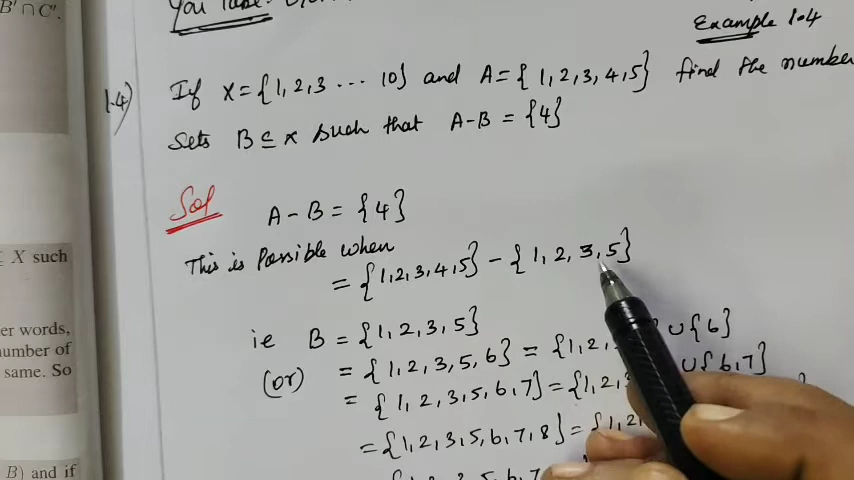 B' ∩ C'.
You
Example 1.4
1.4) If X = {1, 2, 3 ... 10} and A = { 1, 2, 3, 4, 5} find the number
Sets B ⊆ x such that A-B = {4}
Sol A - B = {4}
This is Possible when
= {1,2,3,4,5} - {1, 2, 3, 5}
ie B = {1, 2, 3, 5}
(or) = {1, 2, 3, 5, 6} = {1, 2, ∪ {6}
= {1, 2, 3, 5, 6, 7} = {1, 2, ∪ {6, 7}
= {1, 2, 3, 5, 6, 7, 8} = {1, 2,
5, 6, 7
X such
er words,
umber of
same. So
B) and if